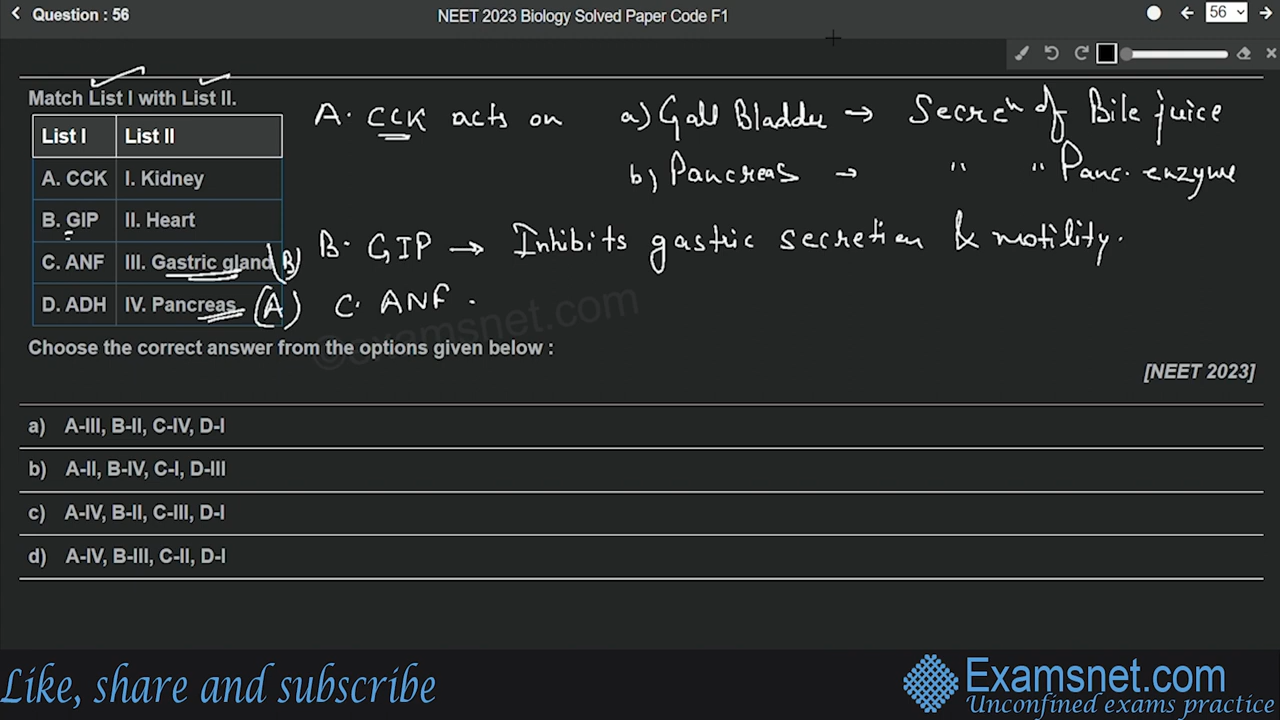 Question : 56
NEET 2023 Biology Solved Paper Code F1
56
Match List I with List II.
List I List II
A. CCK I. Kidney
B. GIP II. Heart
C. ANF III. Gastric gland (B)
D. ADH IV. Pancreas (A)
A. CCK acts on a) Gall Bladder → Secrecn of Bile juice
b) Pancreas → " " Panc. enzyme
B. GIP → Inhibits gastric secretion & motility.
C. ANF .
©examsnet.com
Choose the correct answer from the options given below :
[NEET 2023]
a) A-III, B-II, C-IV, D-I
b) A-II, B-IV, C-I, D-III
c) A-IV, B-II, C-III, D-I
d) A-IV, B-III, C-II, D-I
Like, share and subscribe
Examsnet.com
Unconfined exams practice